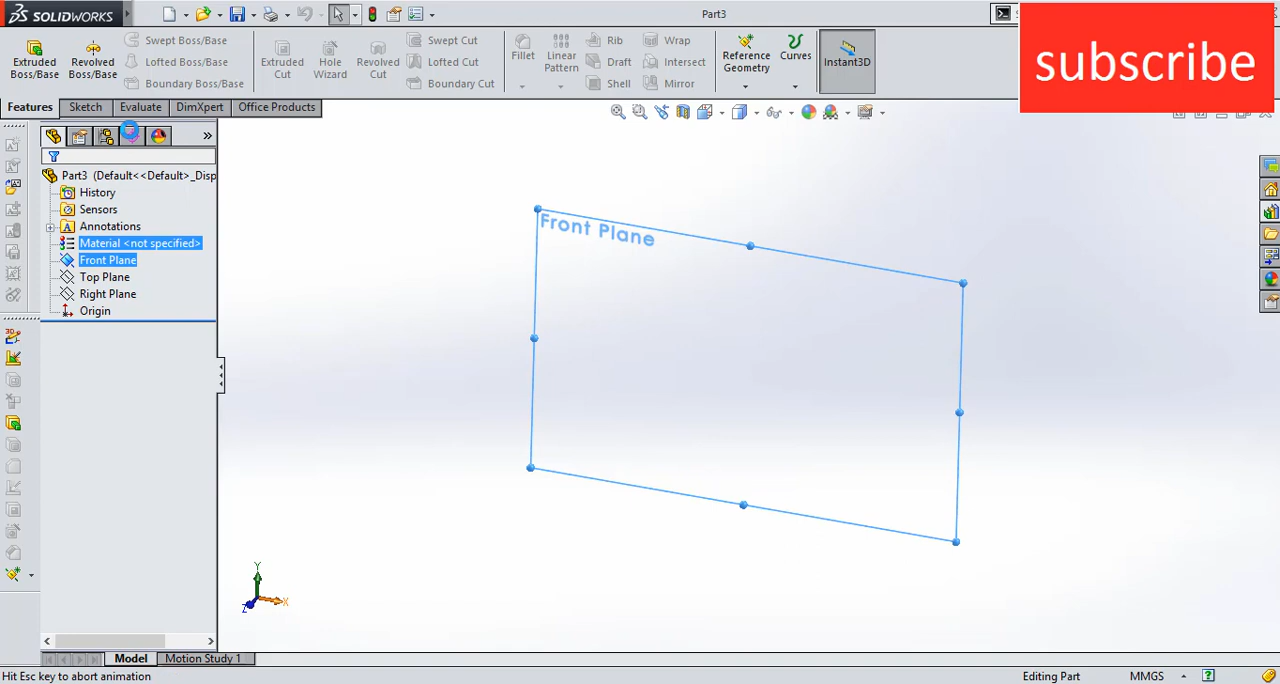 SOLIDWORKS
Part3
subscribe
Extruded Boss/Base
Revolved Boss/Base
Swept Boss/Base
Lofted Boss/Base
Boundary Boss/Base
Extruded Cut
Hole Wizard
Revolved Cut
Swept Cut
Lofted Cut
Boundary Cut
Fillet
Linear Pattern
Rib
Draft
Shell
Wrap
Intersect
Mirror
Reference Geometry
Curves
Instant3D
Features
Sketch
Evaluate
DimXpert
Office Products
Part3 (Default<<Default>_Disp
History
Sensors
Annotations
Material <not specified>
Front Plane
Top Plane
Right Plane
Origin
Front Plane
Y
X
Z
Model
Motion Study 1
Hit Esc key to abort animation
Editing Part
MMGS